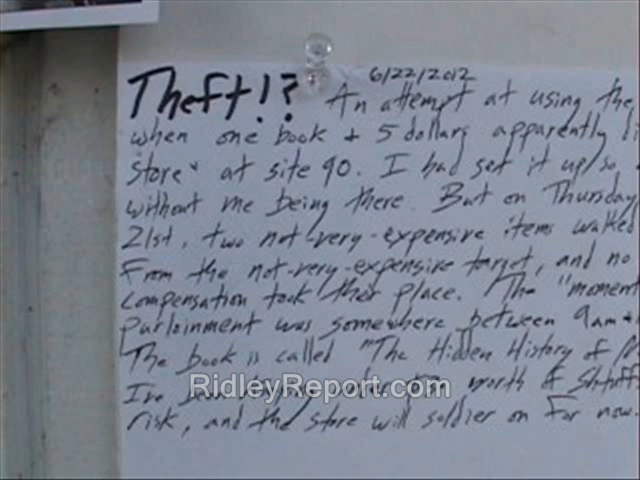 6/22/2012
Theft!? An attempt at using the
when one book + 5 dollars apparently
store" at site 90. I had set it up so
without me being there. But on Thursday
21st, two not-very-expensive items walked
From the not-very-expensive target, and no
compensation took their place. The "moment
purloinment was somewhere between 9am
The book is called "The Hidden History of
I've worth of shtuff
RidleyReport.com
risk, and the store will soldier on for now.